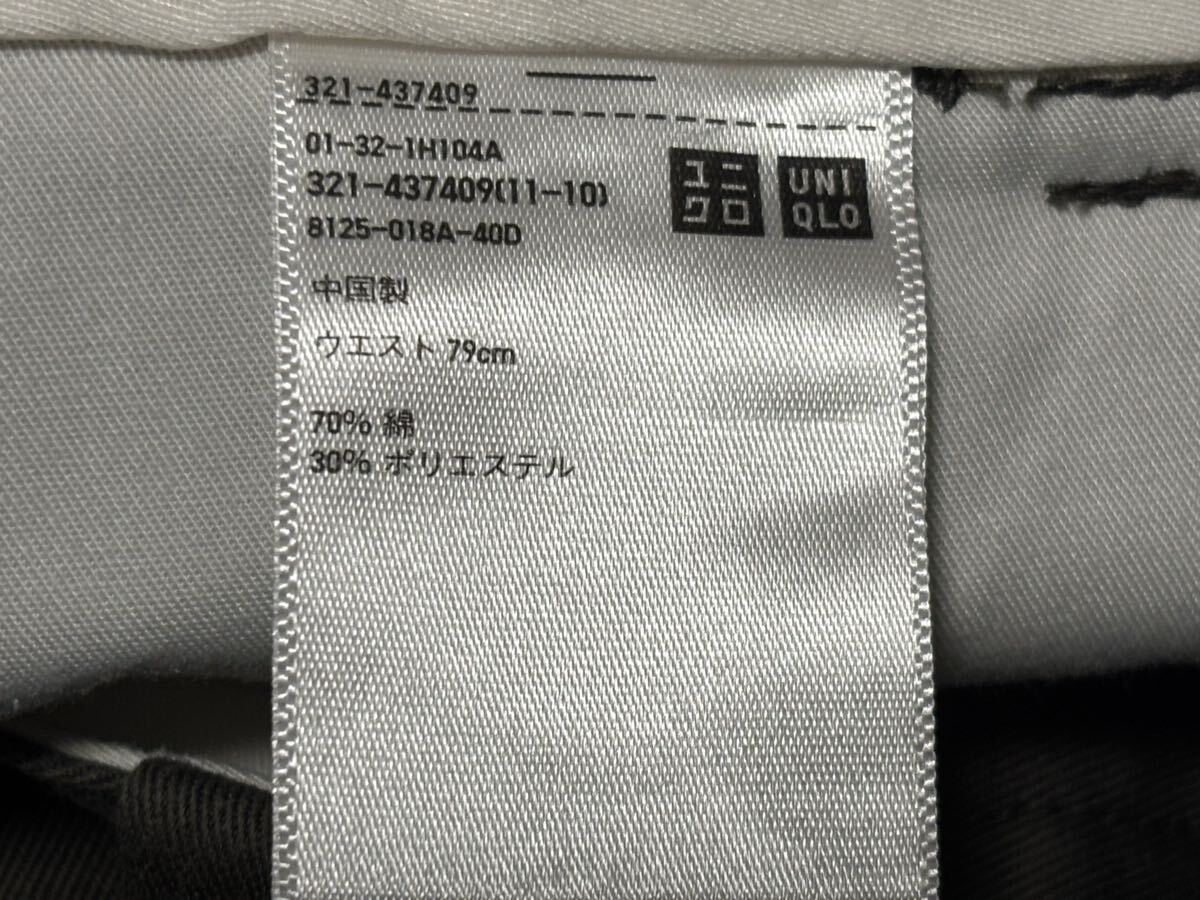 321-437409
01-32-1H104A
321-437409(11-10)
8125-018A-40D
ユニ
クロ
UNI
QLO
中国製
ウエスト 79cm
70% 綿
30% ポリエステル